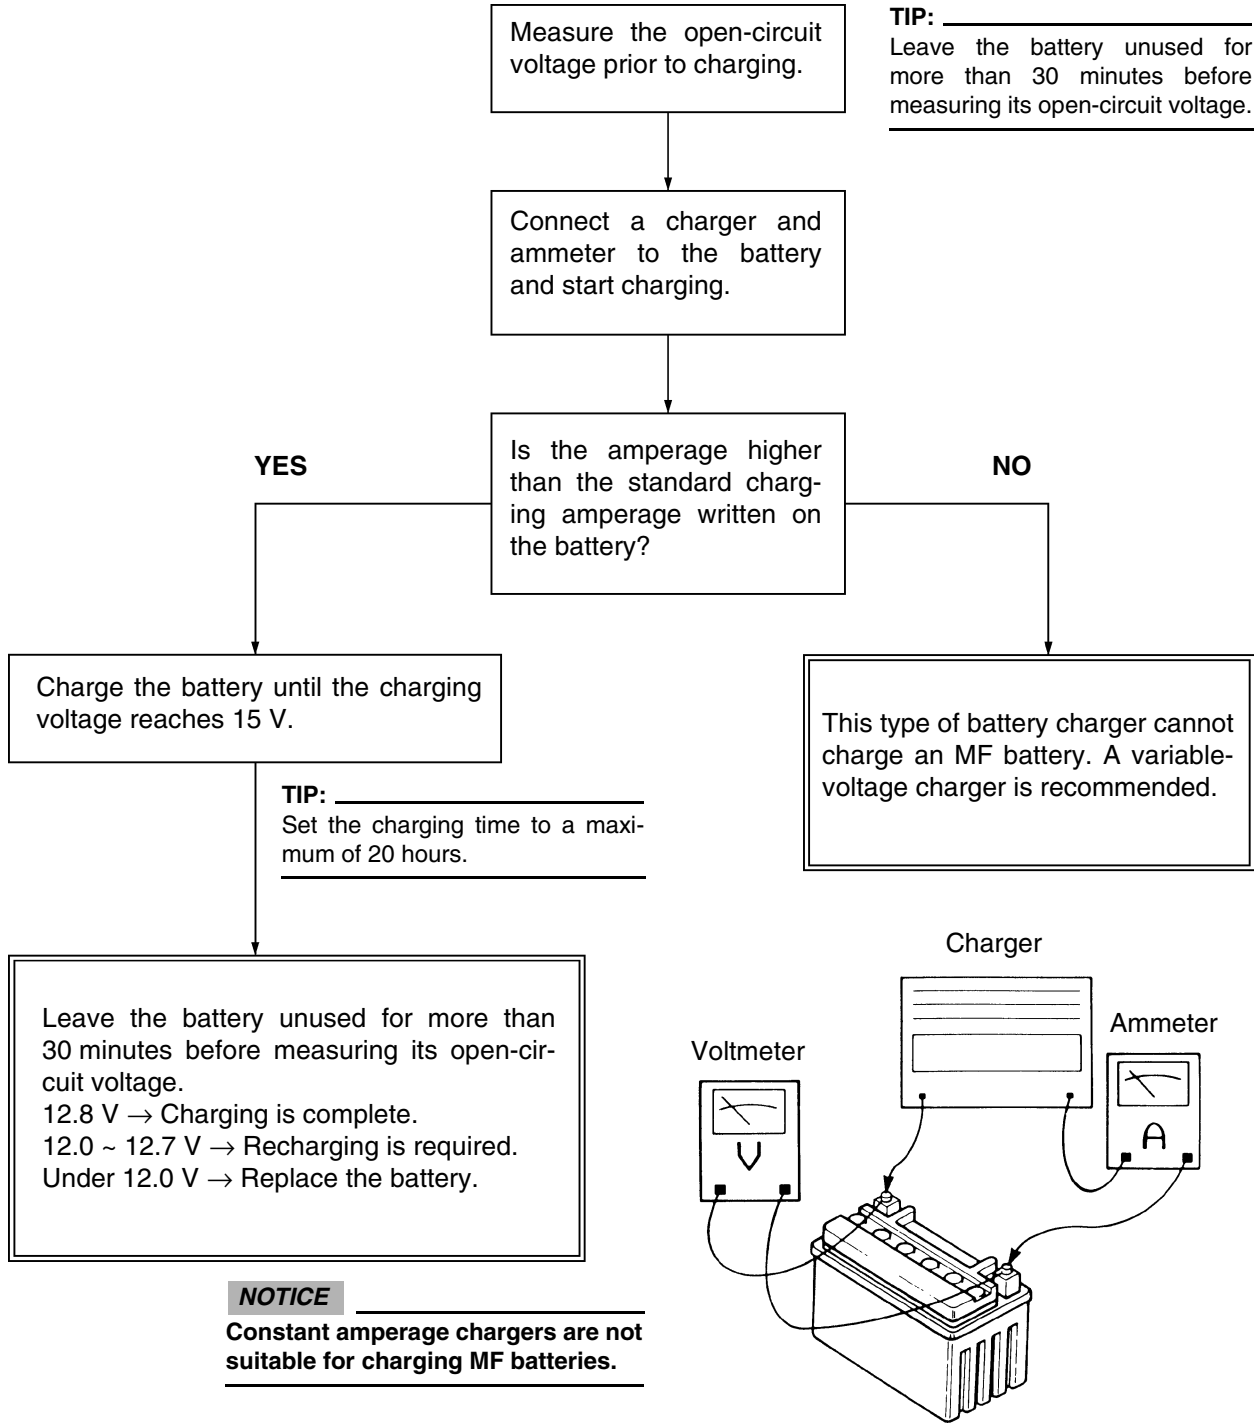 Measure the open-circuit
voltage prior to charging.
TIP:
Leave the battery unused for
more than 30 minutes before
measuring its open-circuit voltage.
Connect a charger and
ammeter to the battery
and start charging.
YES
Is the amperage higher
than the standard charg-
ing amperage written on
the battery?
NO
Charge the battery until the charging
voltage reaches 15 V.
This type of battery charger cannot
charge an MF battery. A variable-
voltage charger is recommended.
TIP:
Set the charging time to a maxi-
mum of 20 hours.
Leave the battery unused for more than
30 minutes before measuring its open-cir-
cuit voltage.
12.8 V → Charging is complete.
12.0 ~ 12.7 V → Recharging is required.
Under 12.0 V → Replace the battery.
Charger
Ammeter
Voltmeter
V
A
NOTICE
Constant amperage chargers are not
suitable for charging MF batteries.